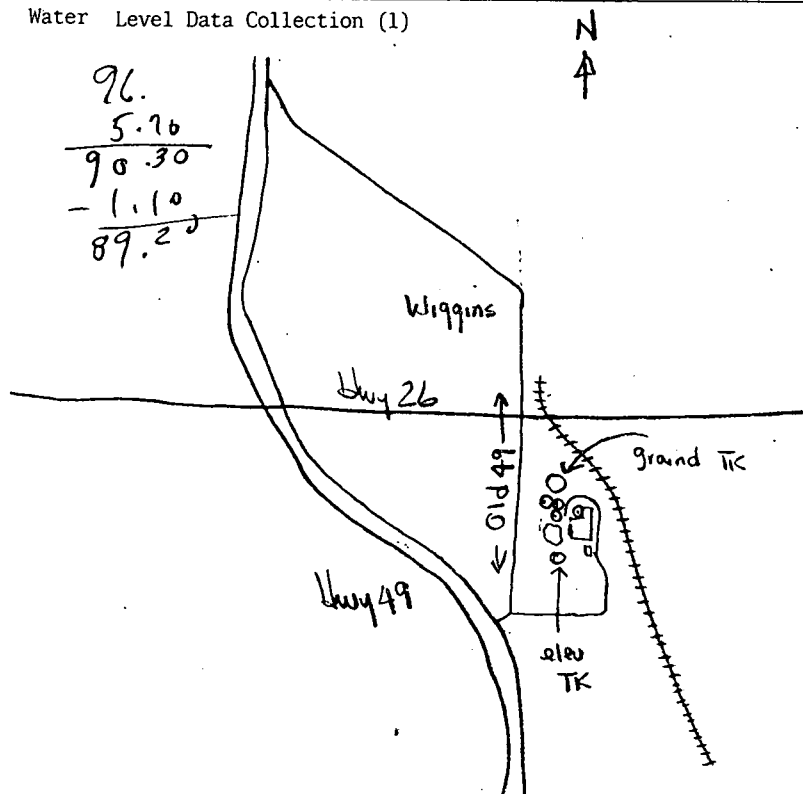 Water Level Data Collection (1)
N
96.
5.70
90.30
- 1.10
89.20
Wiggins
Hwy 26
Old 49
ground TK
Hwy 49
elev
TK